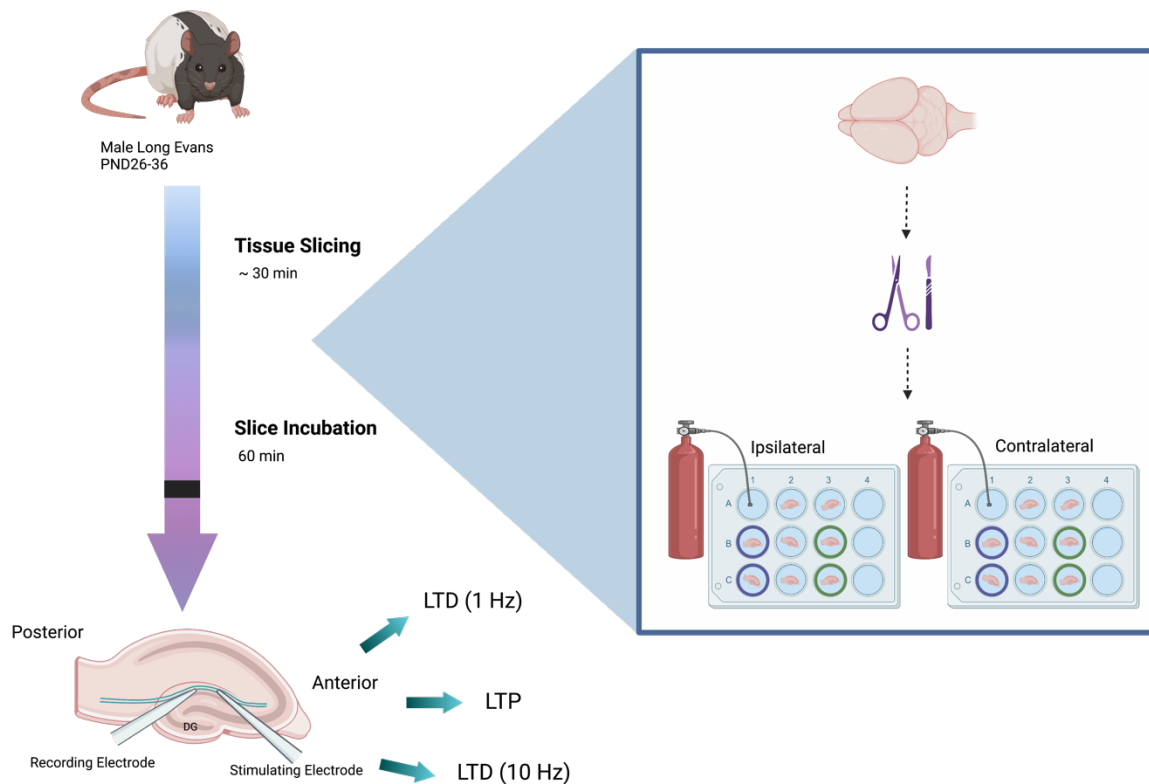 Male Long Evans
PND26-36
Tissue Slicing
~ 30 min
Slice Incubation
60 min
Posterior
Anterior
DG
Recording Electrode
Stimulating Electrode
LTD (1 Hz)
LTP
LTD (10 Hz)
Ipsilateral
1 2 3 4
A
B
C
Contralateral
1 2 3 4
A
B
C